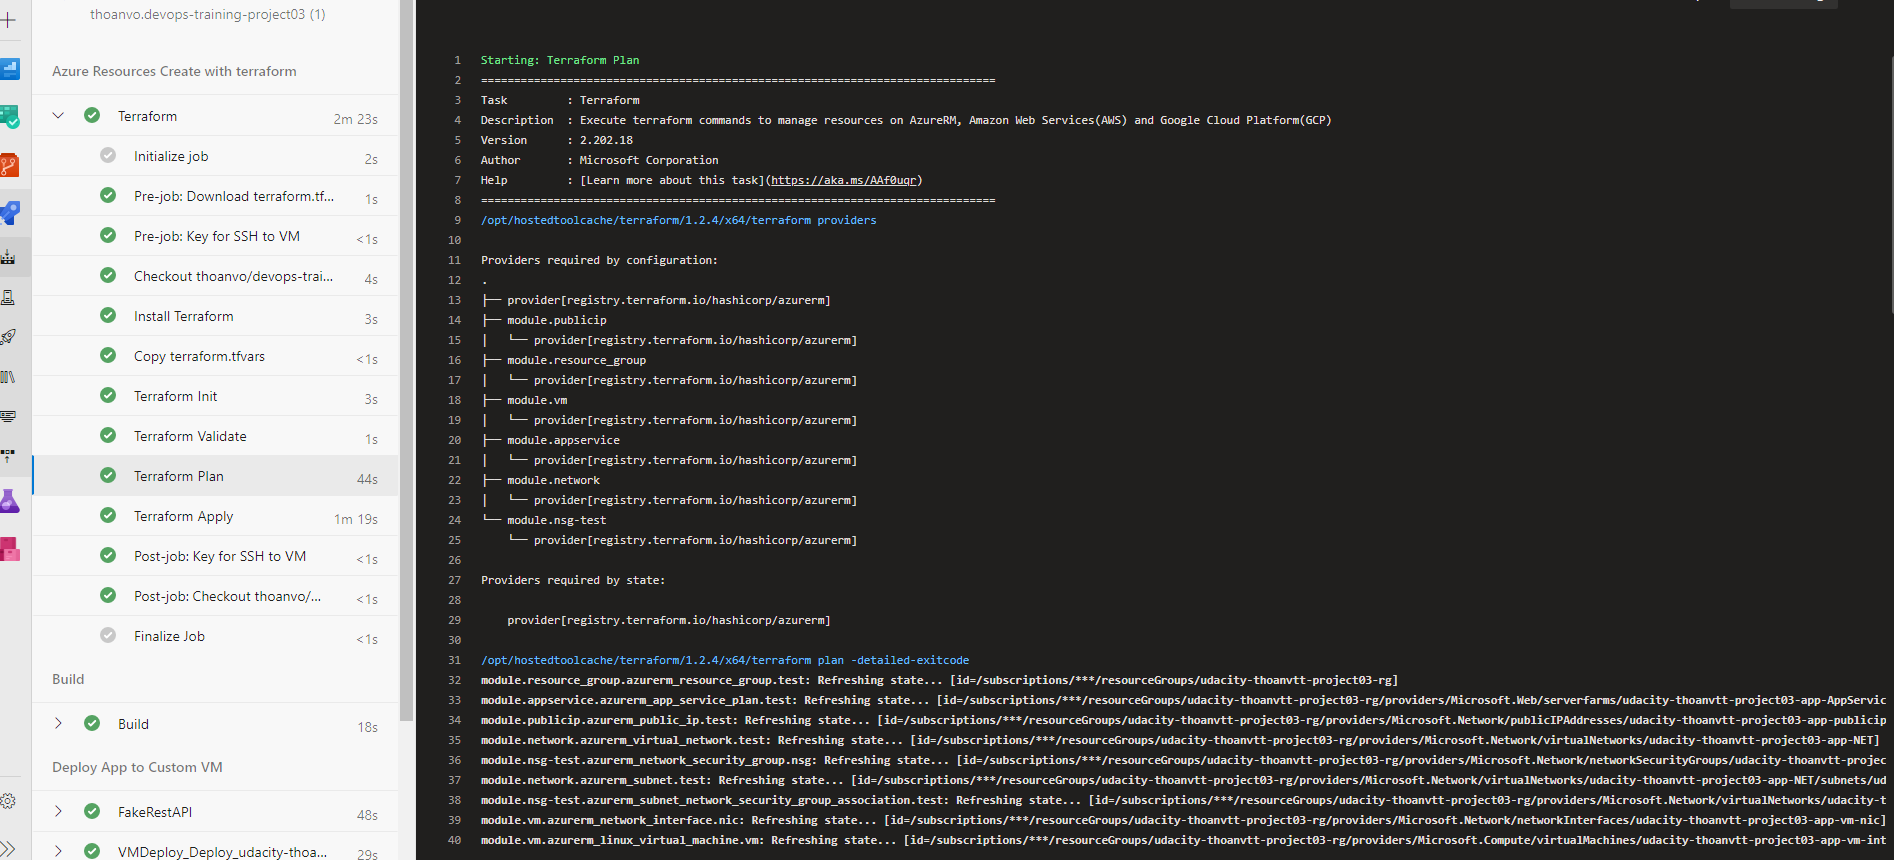 thoanvo.devops-training-project03 (1)
Azure Resources Create with terraform
Terraform 2m 23s
Initialize job 2s
Pre-job: Download terraform.tf... 1s
Pre-job: Key for SSH to VM <1s
Checkout thoanvo/devops-trai... 4s
Install Terraform 3s
Copy terraform.tfvars <1s
Terraform Init 3s
Terraform Validate 1s
Terraform Plan 44s
Terraform Apply 1m 19s
Post-job: Key for SSH to VM <1s
Post-job: Checkout thoanvo/... <1s
Finalize Job <1s
Build
Build 18s
Deploy App to Custom VM
FakeRestAPI 48s
VMDeploy_Deploy_udacity-thoa... 29s
1 Starting: Terraform Plan
2 ==============================================================================
3 Task : Terraform
4 Description : Execute terraform commands to manage resources on AzureRM, Amazon Web Services(AWS) and Google Cloud Platform(GCP)
5 Version : 2.202.18
6 Author : Microsoft Corporation
7 Help : [Learn more about this task](https://aka.ms/AAf0uqr)
8 ==============================================================================
9 /opt/hostedtoolcache/terraform/1.2.4/x64/terraform providers
10
11 Providers required by configuration:
12 .
13 ├── provider[registry.terraform.io/hashicorp/azurerm]
14 ├── module.publicip
15 │   └── provider[registry.terraform.io/hashicorp/azurerm]
16 ├── module.resource_group
17 │   └── provider[registry.terraform.io/hashicorp/azurerm]
18 ├── module.vm
19 │   └── provider[registry.terraform.io/hashicorp/azurerm]
20 ├── module.appservice
21 │   └── provider[registry.terraform.io/hashicorp/azurerm]
22 ├── module.network
23 │   └── provider[registry.terraform.io/hashicorp/azurerm]
24 └── module.nsg-test
25     └── provider[registry.terraform.io/hashicorp/azurerm]
26
27 Providers required by state:
28
29     provider[registry.terraform.io/hashicorp/azurerm]
30
31 /opt/hostedtoolcache/terraform/1.2.4/x64/terraform plan -detailed-exitcode
32 module.resource_group.azurerm_resource_group.test: Refreshing state... [id=/subscriptions/***/resourceGroups/udacity-thoanvtt-project03-rg]
33 module.appservice.azurerm_app_service_plan.test: Refreshing state... [id=/subscriptions/***/resourceGroups/udacity-thoanvtt-project03-rg/providers/Microsoft.Web/serverfarms/udacity-thoanvtt-project03-app-AppServic
34 module.publicip.azurerm_public_ip.test: Refreshing state... [id=/subscriptions/***/resourceGroups/udacity-thoanvtt-project03-rg/providers/Microsoft.Network/publicIPAddresses/udacity-thoanvtt-project03-app-publicip
35 module.network.azurerm_virtual_network.test: Refreshing state... [id=/subscriptions/***/resourceGroups/udacity-thoanvtt-project03-rg/providers/Microsoft.Network/virtualNetworks/udacity-thoanvtt-project03-app-NET]
36 module.nsg-test.azurerm_network_security_group.nsg: Refreshing state... [id=/subscriptions/***/resourceGroups/udacity-thoanvtt-project03-rg/providers/Microsoft.Network/networkSecurityGroups/udacity-thoanvtt-projec
37 module.network.azurerm_subnet.test: Refreshing state... [id=/subscriptions/***/resourceGroups/udacity-thoanvtt-project03-rg/providers/Microsoft.Network/virtualNetworks/udacity-thoanvtt-project03-app-NET/subnets/ud
38 module.nsg-test.azurerm_subnet_network_security_group_association.test: Refreshing state... [id=/subscriptions/***/resourceGroups/udacity-thoanvtt-project03-rg/providers/Microsoft.Network/virtualNetworks/udacity-t
39 module.vm.azurerm_network_interface.nic: Refreshing state... [id=/subscriptions/***/resourceGroups/udacity-thoanvtt-project03-rg/providers/Microsoft.Network/networkInterfaces/udacity-thoanvtt-project03-app-vm-nic]
40 module.vm.azurerm_linux_virtual_machine.vm: Refreshing state... [id=/subscriptions/***/resourceGroups/udacity-thoanvtt-project03-rg/providers/Microsoft.Compute/virtualMachines/udacity-thoanvtt-project03-app-vm-int